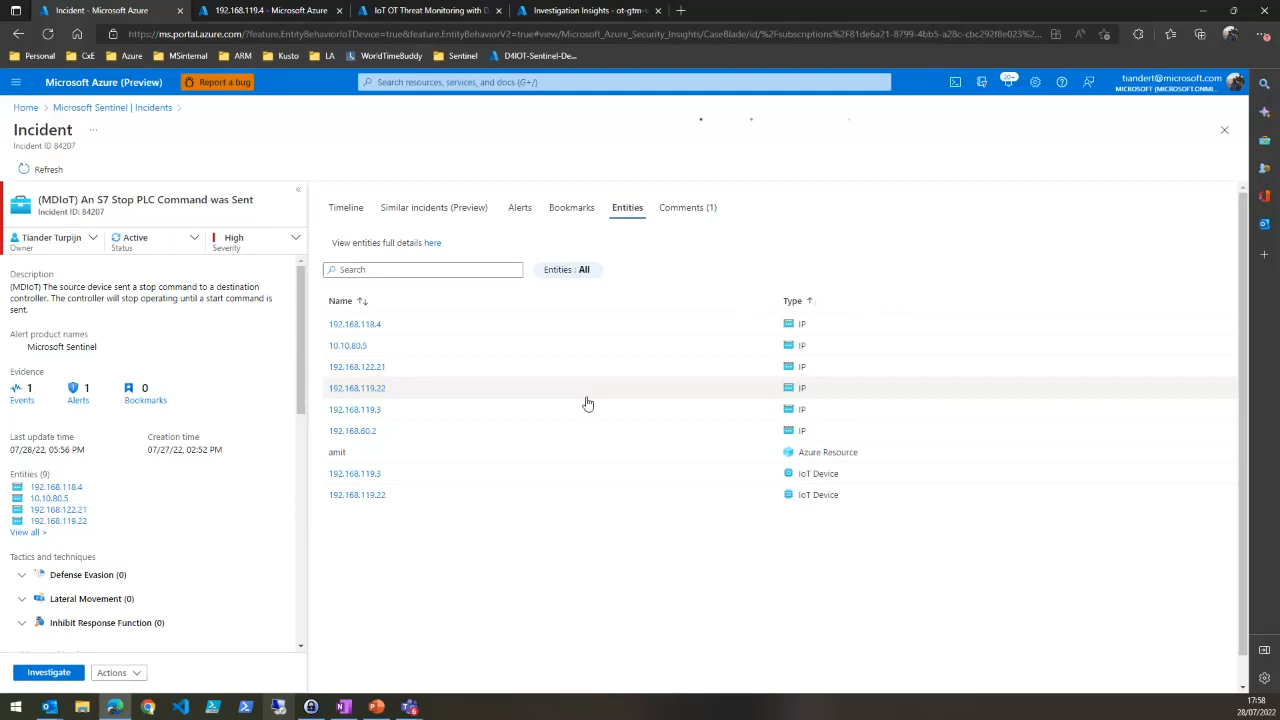 Incident - Microsoft Azure
192.168.119.4 - Microsoft Azure
IoT OT Threat Monitoring with D
Investigation Insights - ot-gtm-s
https://ms.portal.azure.com/?feature.EntityBehaviorIoTDevice=true&feature.EntityBehaviorV2=true#view/Microsoft_Azure_Security_Insights/CaseBlade/id/%2Fsubscriptions%2F81de6a21-8799-4bb5-a28c-cbc292f8e023%2...
Personal CxE Azure MSinternal ARM Kusto LA WorldTimeBuddy Sentinel D4IOT-Sentinel-De...
Microsoft Azure (Preview) Report a bug Search resources, services, and docs (G+/) 20+ tiandert@microsoft.com
MICROSOFT (MICROSOFT.ONMI...
Home > Microsoft Sentinel | Incidents >
Incident ...
Incident ID 84207
Refresh
(MDIoT) An S7 Stop PLC Command was Sent
Incident ID: 84207
Tiander Turpijn Active High
Owner Status Severity
Description
(MDIoT) The source device sent a stop command to a destination
controller. The controller will stop operating until a start command is
sent.
Alert product names
Microsoft Sentinel
Evidence
1 1 0
Events Alerts Bookmarks
Last update time Creation time
07/28/22, 05:56 PM 07/27/22, 02:52 PM
Entities (9)
192.168.118.4
10.10.80.5
192.168.122.21
192.168.119.22
View all >
Tactics and techniques
Defense Evasion (0)
Lateral Movement (0)
Inhibit Response Function (0)
Investigate Actions
Timeline Similar incidents (Preview) Alerts Bookmarks Entities Comments (1)
View entities full details here
Search Entities : All
Name Type
192.168.118.4 IP
10.10.80.5 IP
192.168.122.21 IP
192.168.119.22 IP
192.168.119.3 IP
192.168.60.2 IP
amit Azure Resource
192.168.119.3 IoT Device
192.168.119.22 IoT Device
17:58
28/07/2022